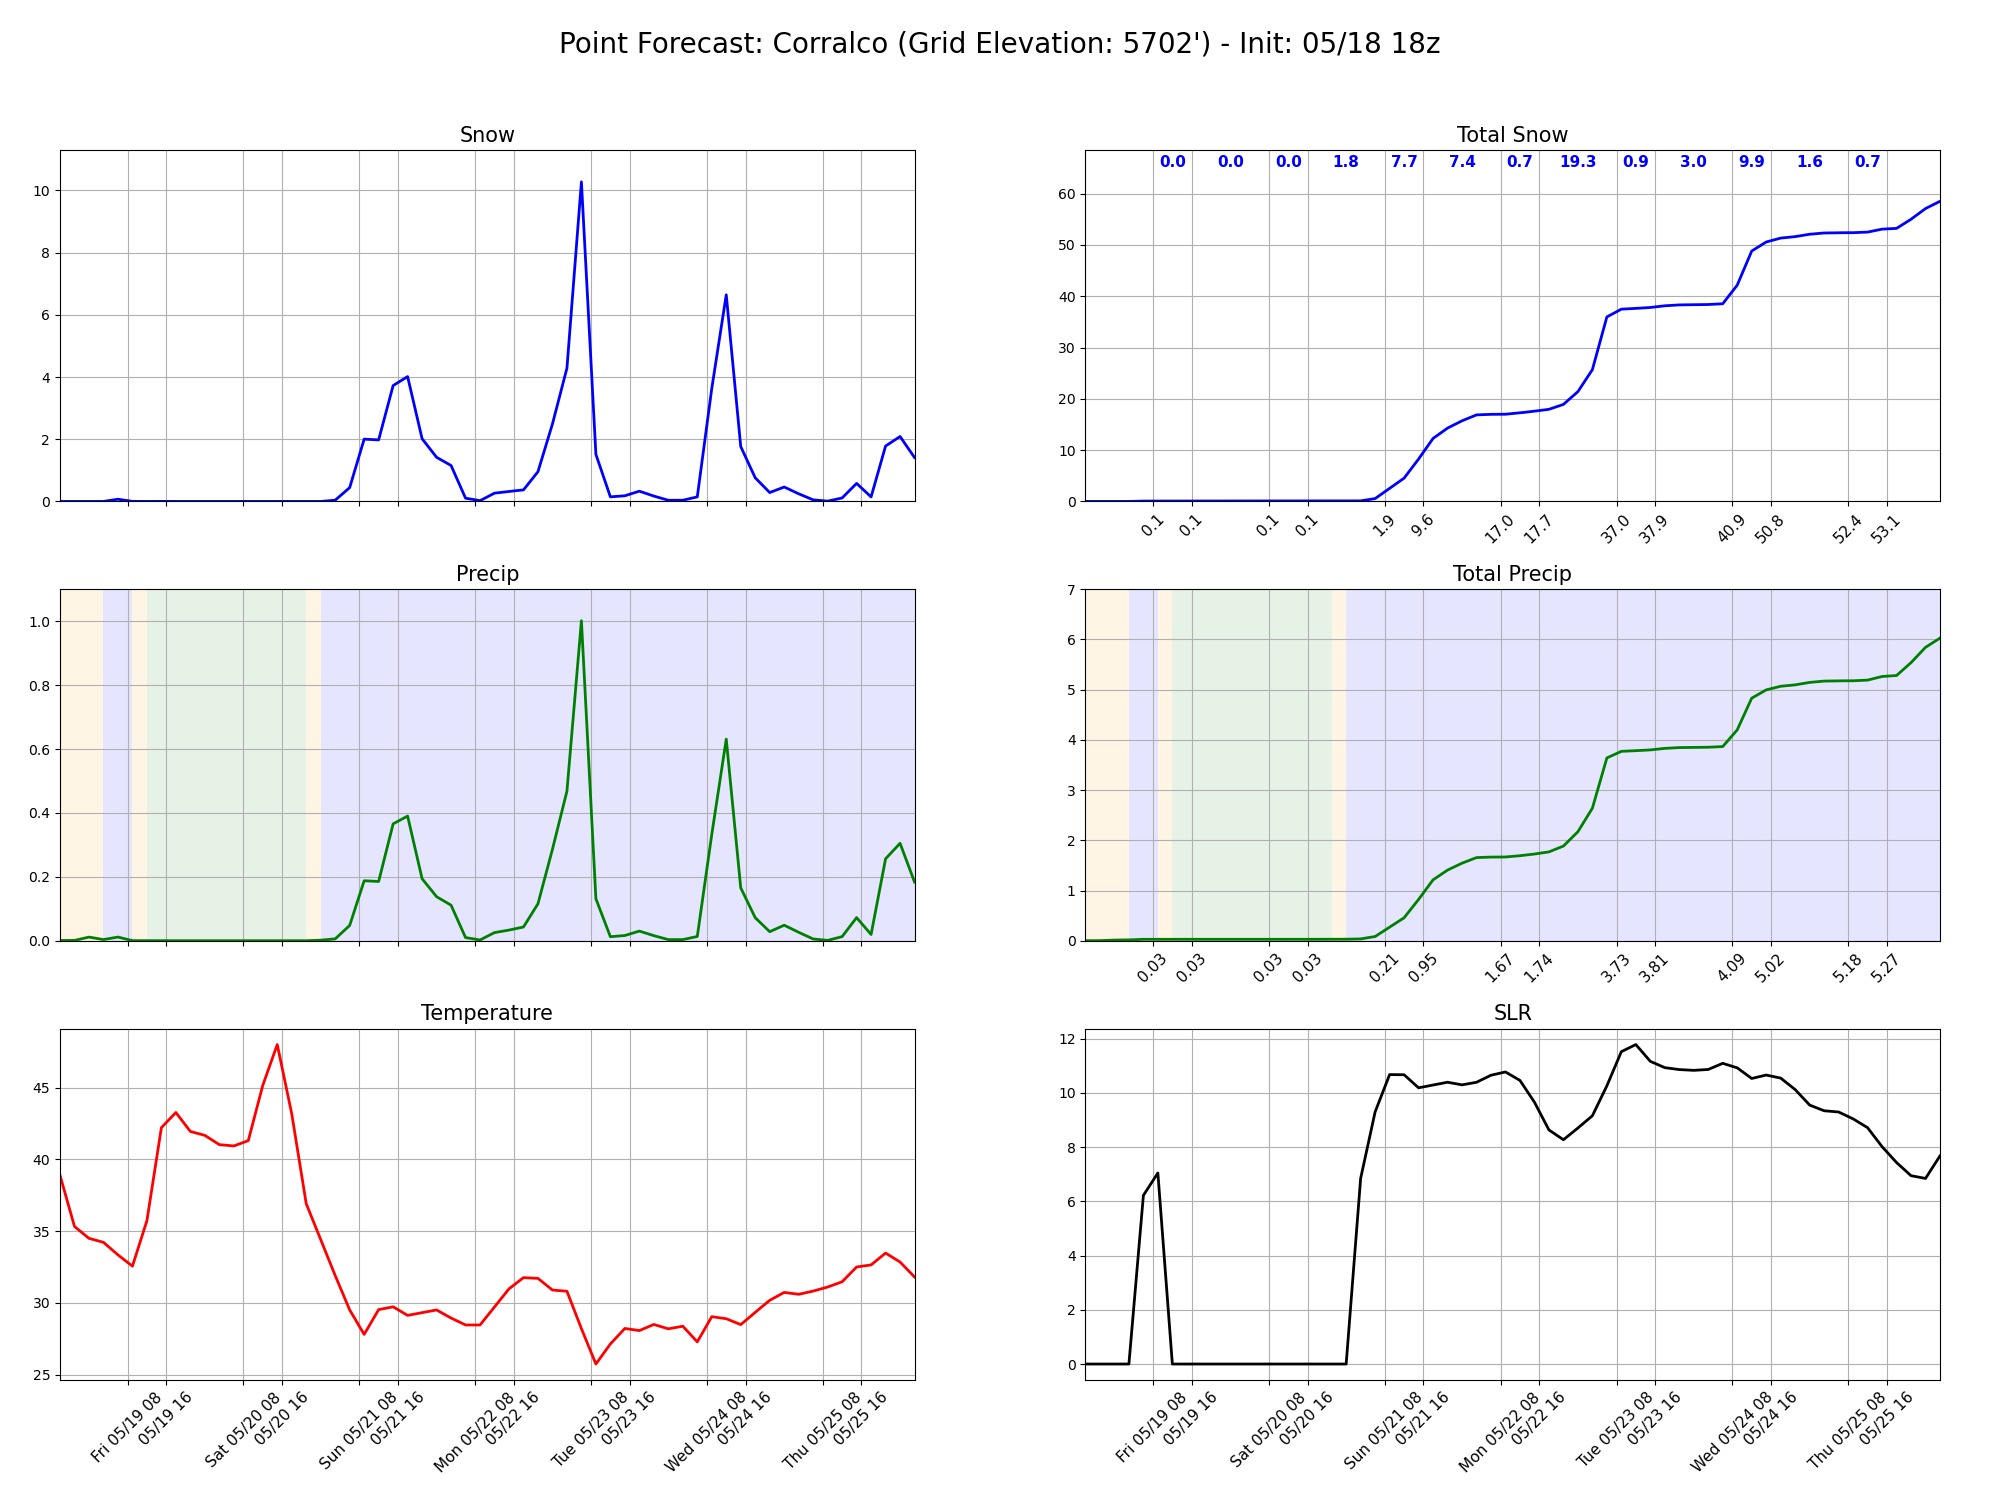 Point Forecast: Corralco (Grid Elevation: 5702') - Init: 05/18 18z
Snow
10
8
6
4
2
0
Total Snow
0.0 0.0 0.0 1.8 7.7 7.4 0.7 19.3 0.9 3.0 9.9 1.6 0.7
60
50
40
30
20
10
0
0.1 0.1 0.1 0.1 1.9 9.6 17.0 17.7 37.0 37.9 40.9 50.8 52.4 53.1
Precip
1.0
0.8
0.6
0.4
0.2
0.0
Total Precip
7
6
5
4
3
2
1
0
0.03 0.03 0.03 0.03 0.21 0.95 1.67 1.74 3.73 3.81 4.09 5.02 5.18 5.27
Temperature
45
40
35
30
25
Fri 05/19 08
05/19 16
Sat 05/20 08
05/20 16
Sun 05/21 08
05/21 16
Mon 05/22 08
05/22 16
Tue 05/23 08
05/23 16
Wed 05/24 08
05/24 16
Thu 05/25 08
05/25 16
SLR
12
10
8
6
4
2
0
Fri 05/19 08
05/19 16
Sat 05/20 08
05/20 16
Sun 05/21 08
05/21 16
Mon 05/22 08
05/22 16
Tue 05/23 08
05/23 16
Wed 05/24 08
05/24 16
Thu 05/25 08
05/25 16